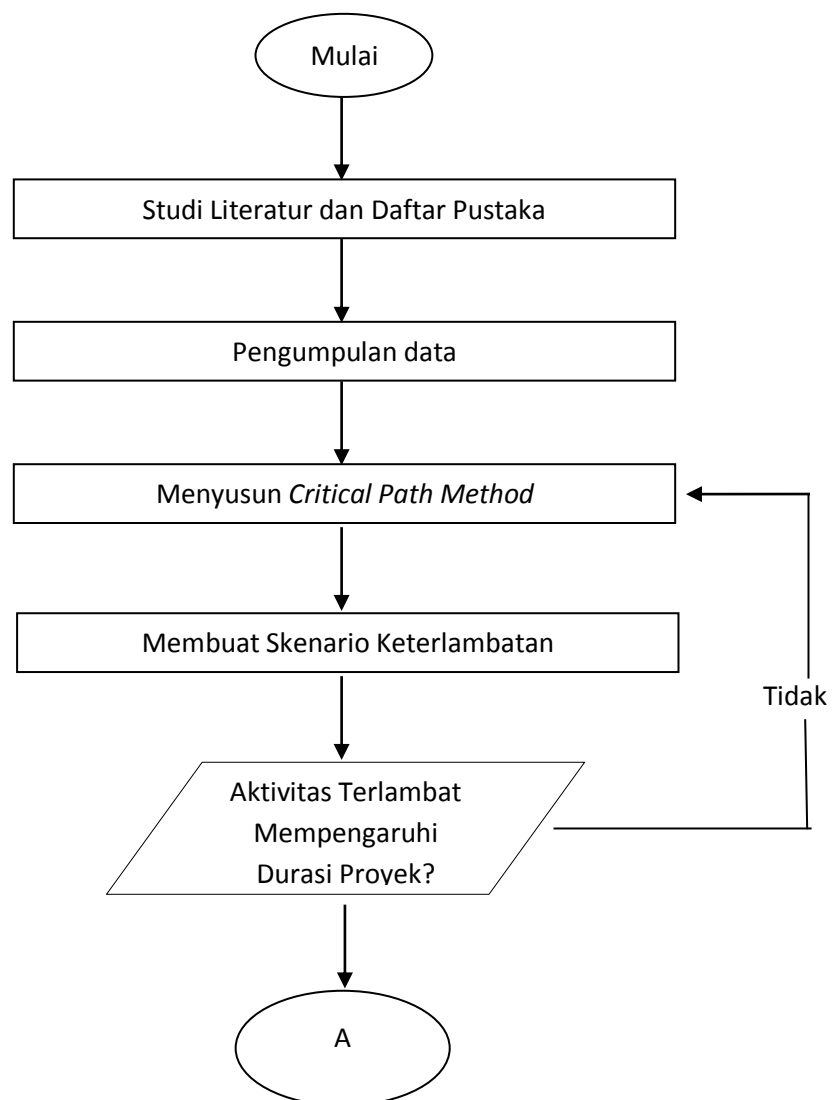 Mulai
Studi Literatur dan Daftar Pustaka
Pengumpulan data
Menyusun Critical Path Method
Membuat Skenario Keterlambatan
Tidak
Aktivitas Terlambat
Mempengaruhi
Durasi Proyek?
A